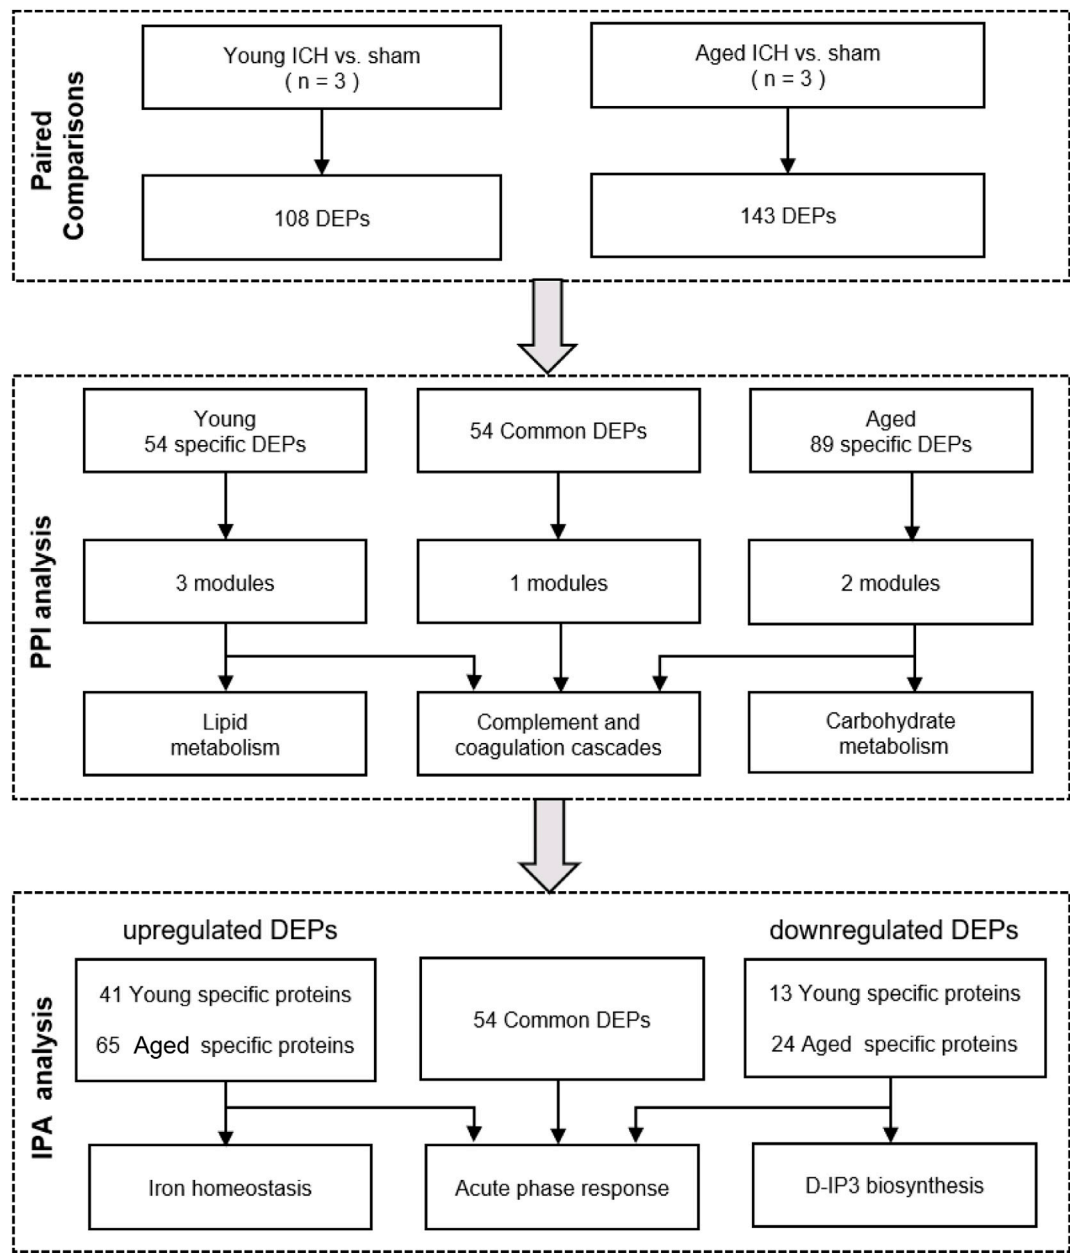 Paired
Comparisons
Young ICH vs. sham
( n = 3 )
Aged ICH vs. sham
( n = 3 )
108 DEPs
143 DEPs
PPI analysis
Young
54 specific DEPs
54 Common DEPs
Aged
89 specific DEPs
3 modules
1 modules
2 modules
Lipid
metabolism
Complement and
coagulation cascades
Carbohydrate
metabolism
IPA analysis
upregulated DEPs
downregulated DEPs
41 Young specific proteins
65 Aged specific proteins
54 Common DEPs
13 Young specific proteins
24 Aged specific proteins
Iron homeostasis
Acute phase response
D-IP3 biosynthesis